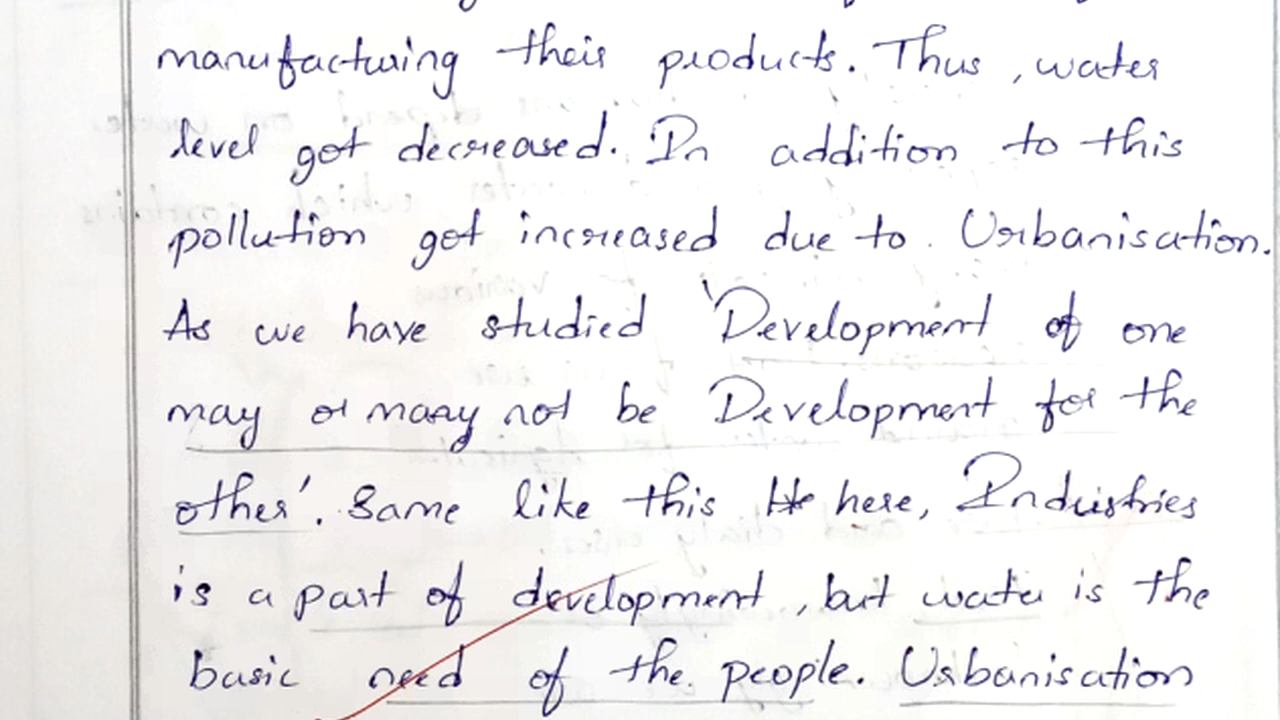 manufacturing their products. Thus, water
level got decreased. In addition to this
pollution got increased due to Urbanisation.
As we have studied 'Development of one
may or many not be Development for the
other'. Same like this here, Industries
is a part of development, but water is the
basic need of the people. Urbanisation